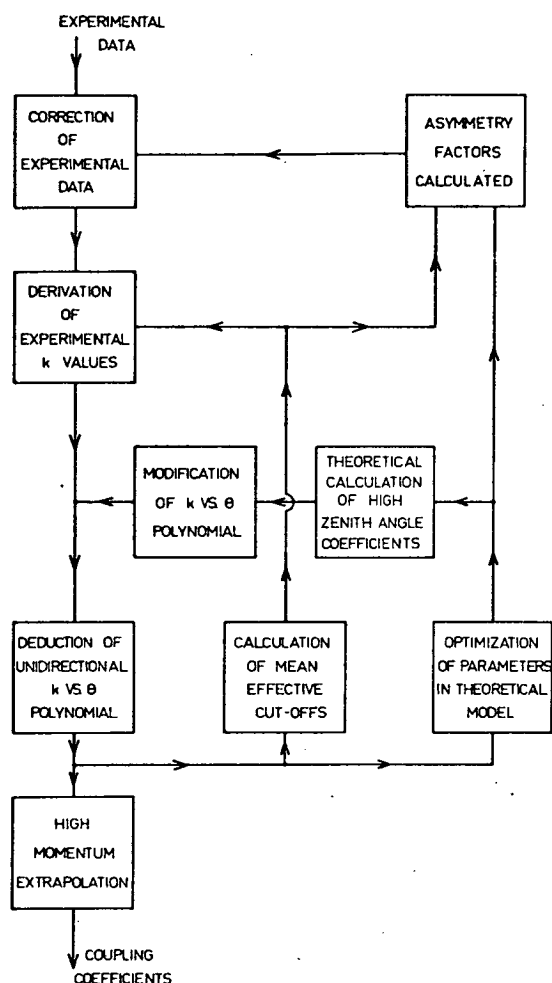 EXPERIMENTAL
DATA
CORRECTION
OF
EXPERIMENTAL
DATA
ASYMMETRY
FACTORS
CALCULATED
DERIVATION
OF
EXPERIMENTAL
k VALUES
MODIFICATION
OF k VS. θ
POLYNOMIAL
THEORETICAL
CALCULATION
OF HIGH
ZENITH ANGLE
COEFFICIENTS
DEDUCTION OF
UNIDIRECTIONAL
k VS. θ
POLYNOMIAL
CALCULATION
OF MEAN
EFFECTIVE
CUT-OFFS
OPTIMIZATION
OF PARAMETERS
IN THEORETICAL
MODEL
HIGH
MOMENTUM
EXTRAPOLATION
COUPLING
COEFFICIENTS